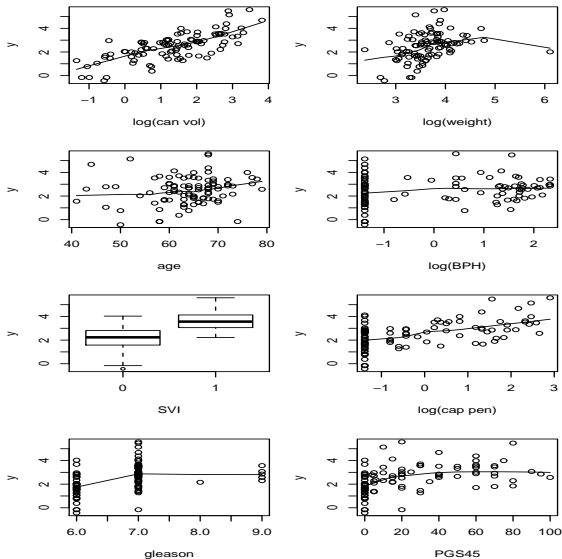 y
0 2 4
−1 0 1 2 3 4
log(can vol)
y
0 2 4
3 4 5 6
log(weight)
y
0 2 4
40 50 60 70 80
age
y
0 2 4
−1 0 1 2
log(BPH)
y
0 2 4
0 1
SVI
y
0 2 4
−1 0 1 2 3
log(cap pen)
y
0 2 4
6.0 7.0 8.0 9.0
gleason
y
0 2 4
0 20 40 60 80 100
PGS45